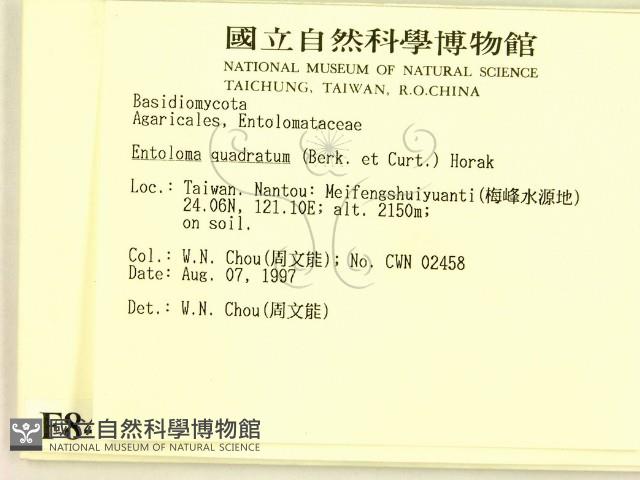 國立自然科學博物館
NATIONAL MUSEUM OF NATURAL SCIENCE
TAICHUNG, TAIWAN, R.O.CHINA
Basidiomycota
Agaricales, Entolomataceae
Entoloma quadratum (Berk. et Curt.) Horak
Loc.: Taiwan. Nantou: Meifengshuiyuanti(梅峰水源地)
24.06N, 121.10E; alt. 2150m;
on soil.
Col.: W.N. Chou(周文能); No. CWN 02458
Date: Aug. 07, 1997
Det.: W.N. Chou(周文能)
國立自然科學博物館
NATIONAL MUSEUM OF NATURAL SCIENCE